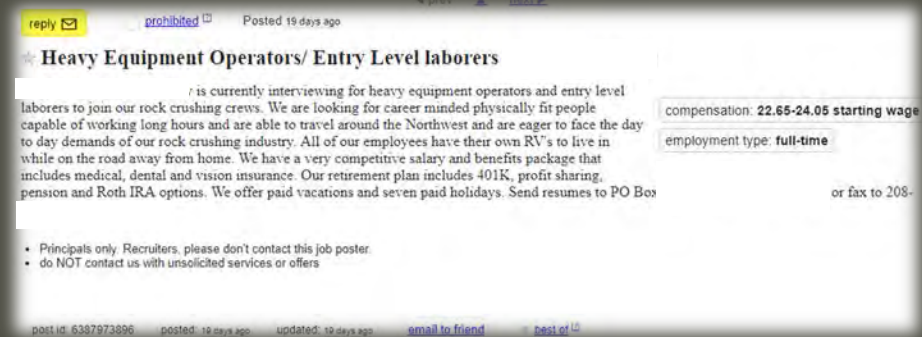 reply prohibited [?] Posted 19 days ago
Heavy Equipment Operators/ Entry Level laborers
is currently interviewing for heavy equipment operators and entry level
laborers to join our rock crushing crews. We are looking for career minded physically fit people
capable of working long hours and are able to travel around the Northwest and are eager to face the day
to day demands of our rock crushing industry. All of our employees have their own RV's to live in
while on the road away from home. We have a very competitive salary and benefits package that
includes medical, dental and vision insurance. Our retirement plan includes 401K, profit sharing,
pension and Roth IRA options. We offer paid vacations and seven paid holidays. Send resumes to PO Box or fax to 208-
compensation: 22.65-24.05 starting wage
employment type: full-time
Principals only. Recruiters, please don't contact this job poster.
do NOT contact us with unsolicited services or offers
post id: 6387973896 posted: 19 days ago updated: 19 days ago email to friend best of [?]